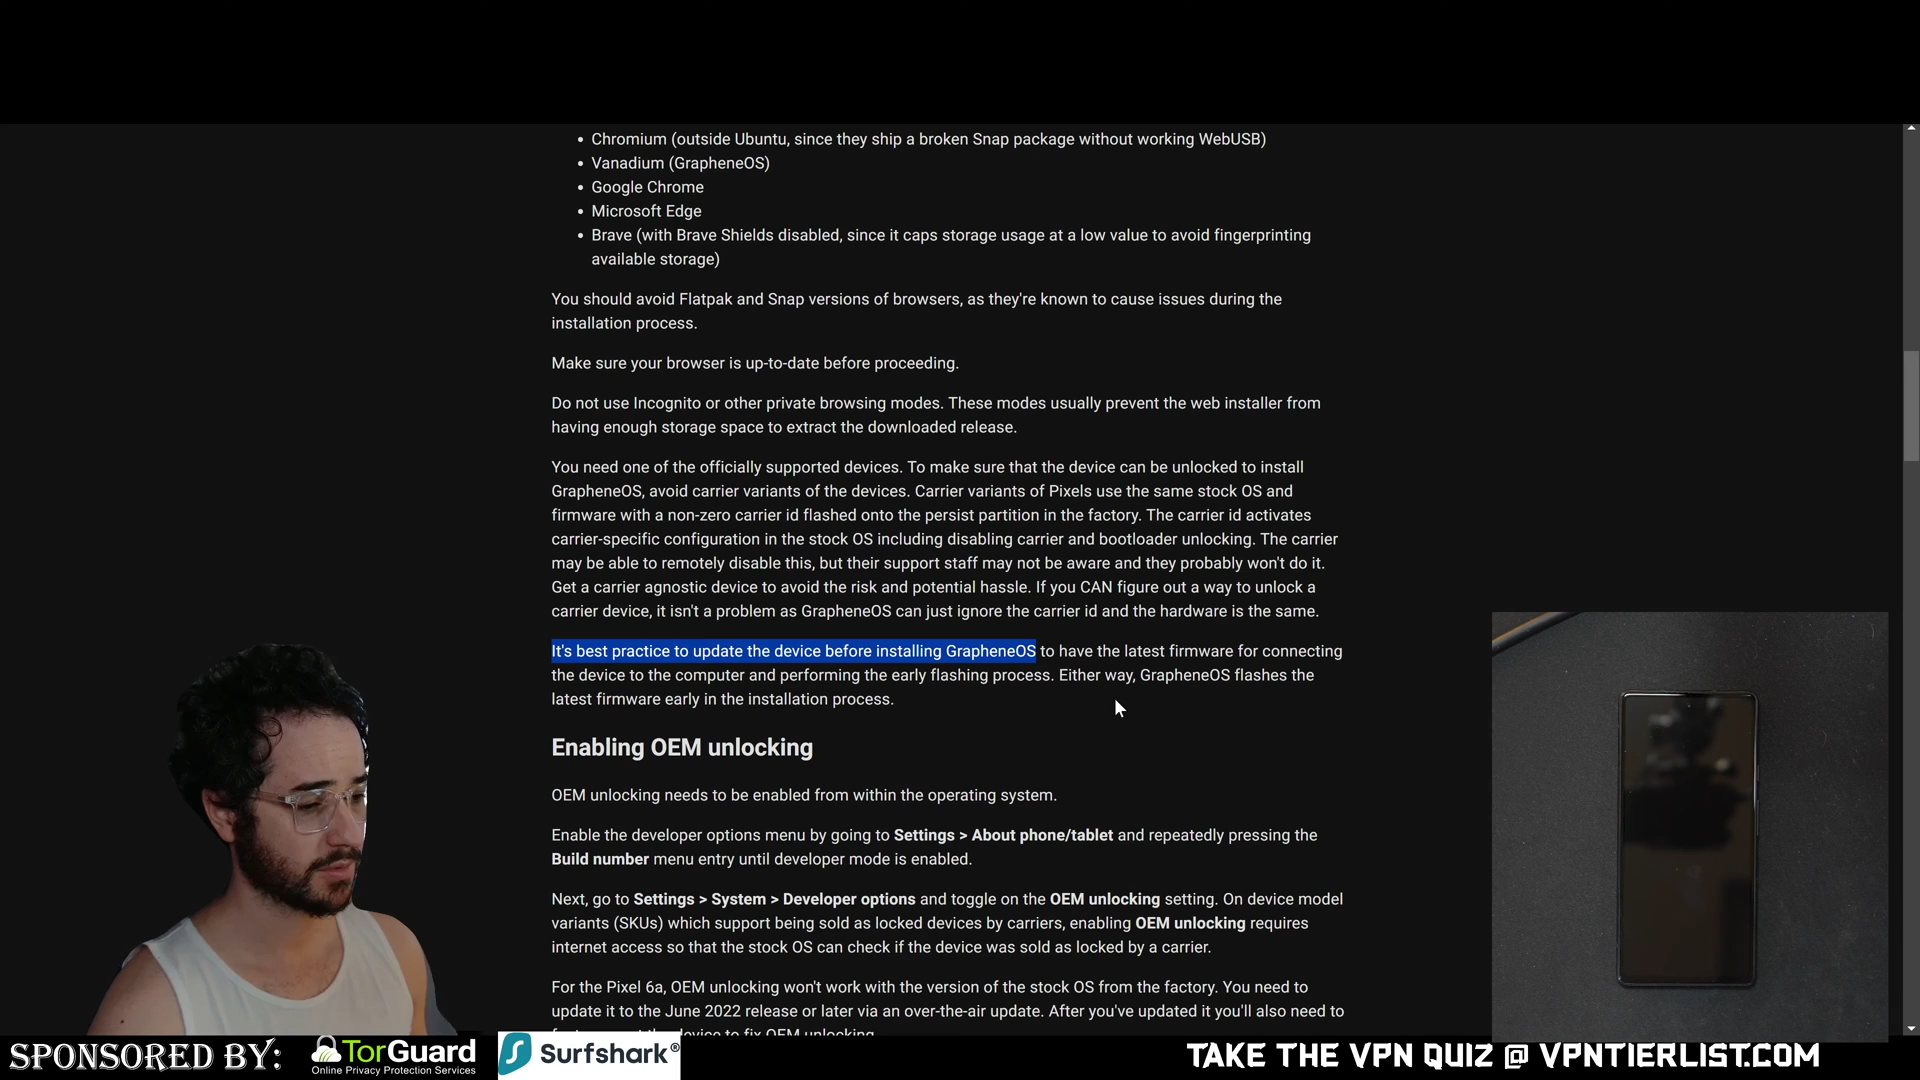 Chromium (outside Ubuntu, since they ship a broken Snap package without working WebUSB)
Vanadium (GrapheneOS)
Google Chrome
Microsoft Edge
Brave (with Brave Shields disabled, since it caps storage usage at a low value to avoid fingerprinting
available storage)
You should avoid Flatpak and Snap versions of browsers, as they're known to cause issues during the
installation process.
Make sure your browser is up-to-date before proceeding.
Do not use Incognito or other private browsing modes. These modes usually prevent the web installer from
having enough storage space to extract the downloaded release.
You need one of the officially supported devices. To make sure that the device can be unlocked to install
GrapheneOS, avoid carrier variants of the devices. Carrier variants of Pixels use the same stock OS and
firmware with a non-zero carrier id flashed onto the persist partition in the factory. The carrier id activates
carrier-specific configuration in the stock OS including disabling carrier and bootloader unlocking. The carrier
may be able to remotely disable this, but their support staff may not be aware and they probably won't do it.
Get a carrier agnostic device to avoid the risk and potential hassle. If you CAN figure out a way to unlock a
carrier device, it isn't a problem as GrapheneOS can just ignore the carrier id and the hardware is the same.
It's best practice to update the device before installing GrapheneOS to have the latest firmware for connecting
the device to the computer and performing the early flashing process. Either way, GrapheneOS flashes the
latest firmware early in the installation process.
Enabling OEM unlocking
OEM unlocking needs to be enabled from within the operating system.
Enable the developer options menu by going to Settings > About phone/tablet and repeatedly pressing the
Build number menu entry until developer mode is enabled.
Next, go to Settings > System > Developer options and toggle on the OEM unlocking setting. On device model
variants (SKUs) which support being sold as locked devices by carriers, enabling OEM unlocking requires
internet access so that the stock OS can check if the device was sold as locked by a carrier.
For the Pixel 6a, OEM unlocking won't work with the version of the stock OS from the factory. You need to
update it to the June 2022 release or later via an over-the-air update. After you've updated it you'll also need to
device to fix OEM unlocking.
SPONSORED BY:
TorGuard
Online Privacy Protection Services
Surfshark®
TAKE THE VPN QUIZ @ VPNTIERLIST.COM